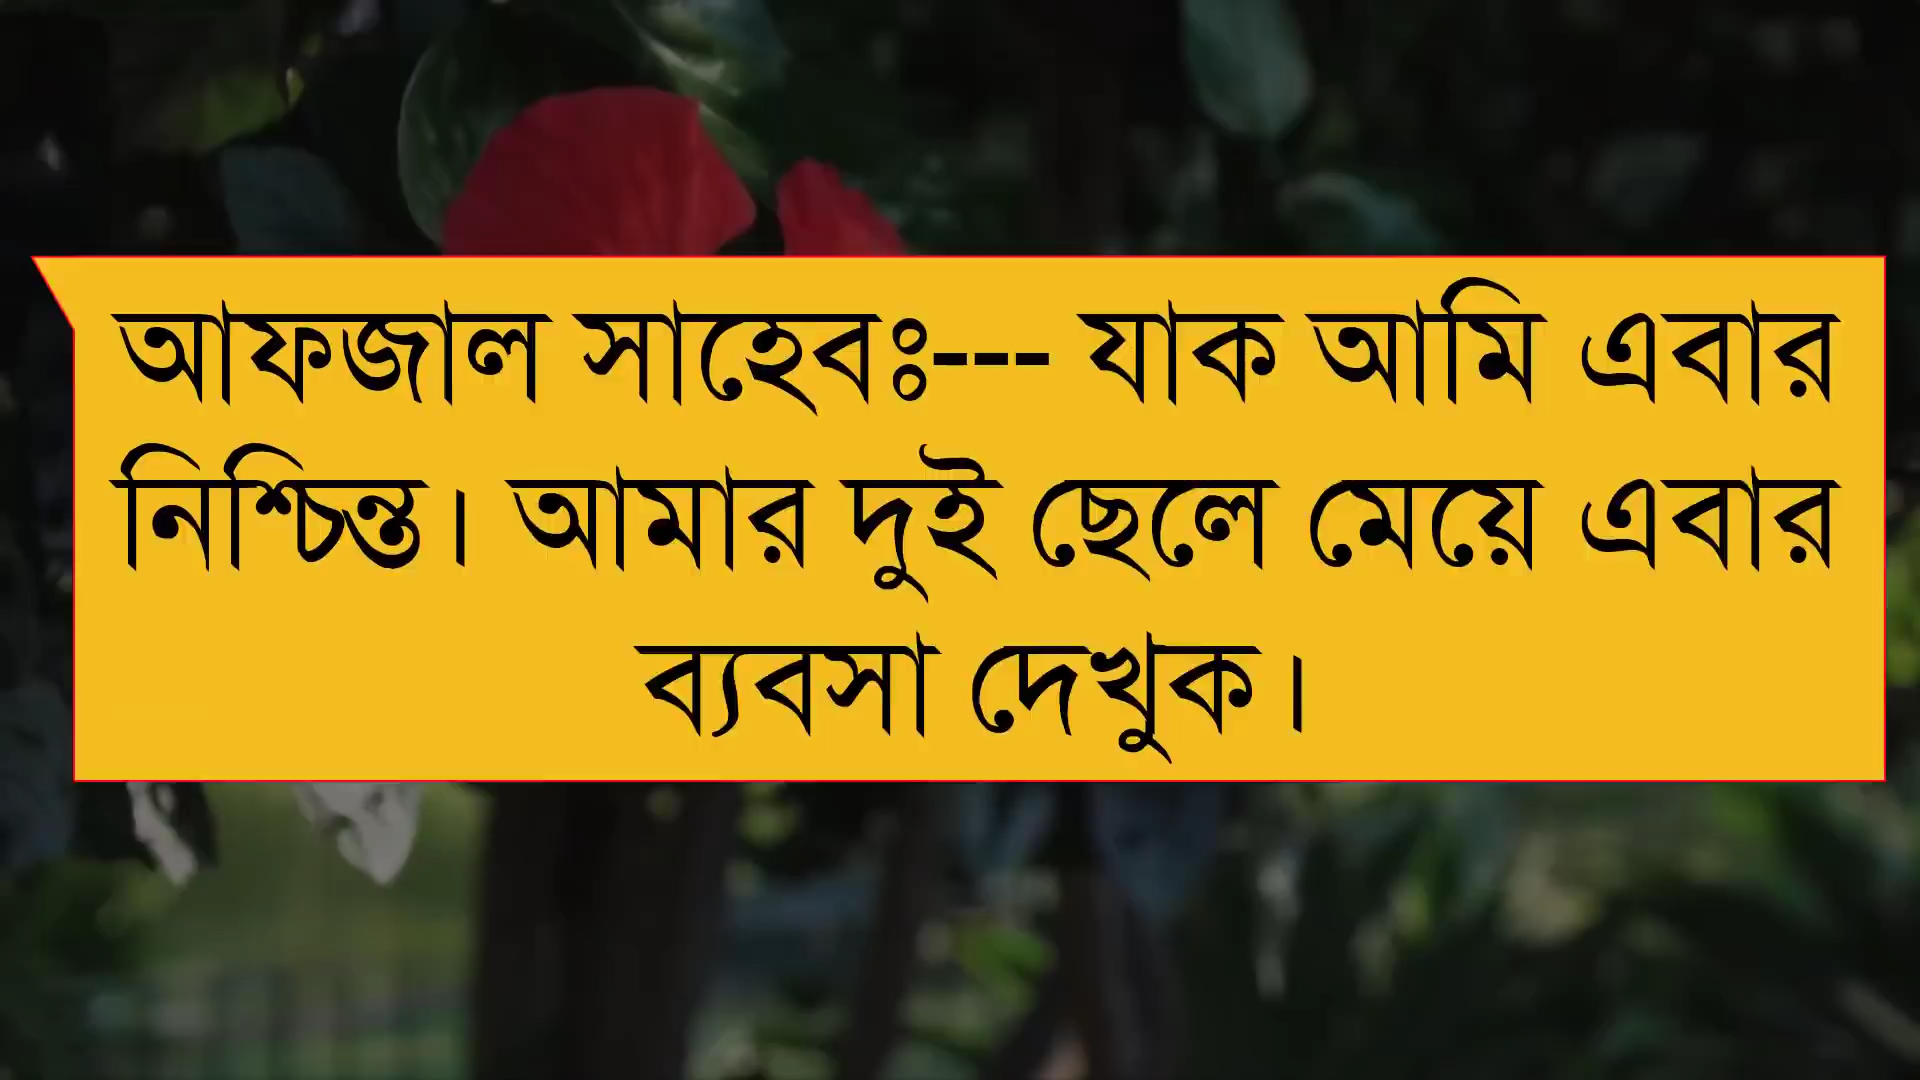 আফজাল সাহেবঃ--- যাক আমি এবার
নিশ্চিন্ত। আমার দুই ছেলে মেয়ে এবার
ব্যবসা দেখুক।